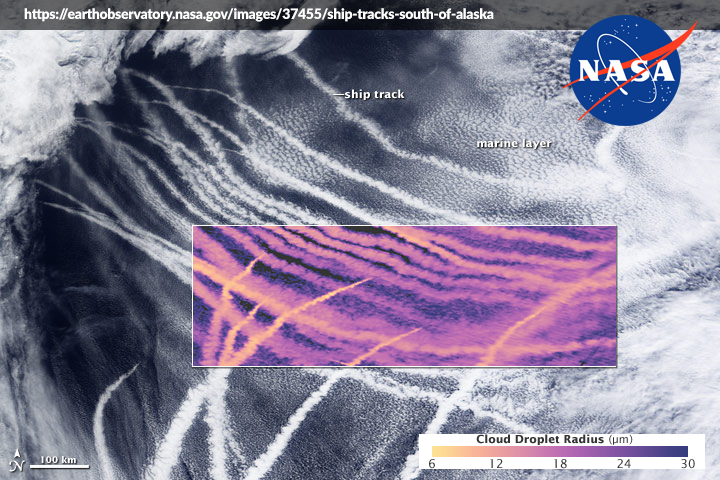 https://earthobservatory.nasa.gov/images/37455/ship-tracks-south-of-alaska
NASA
ship track
marine layer
Cloud Droplet Radius (µm)
6 12 18 24 30
N 100 km